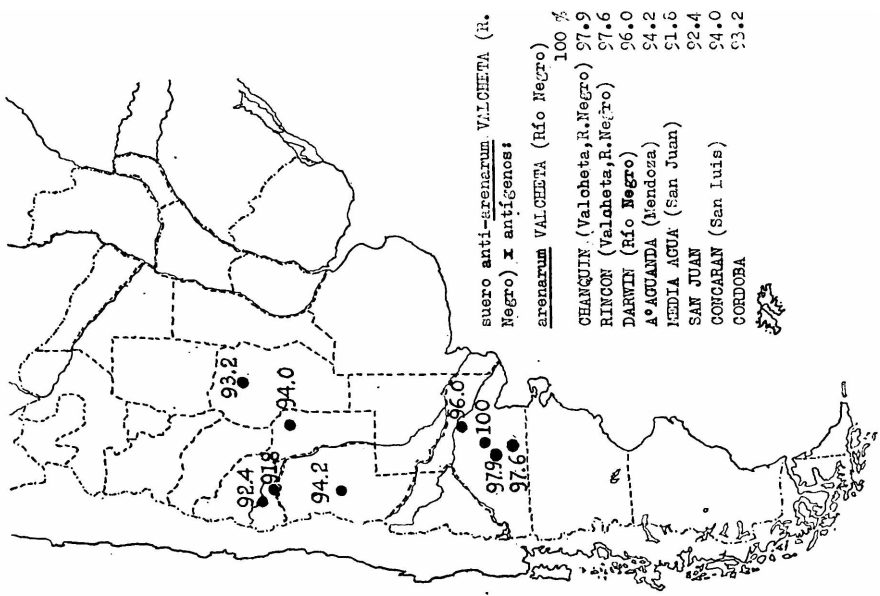 suero anti-arenarum VALCHETA (R.
Negro) x antígenos:
arenarum VALCHETA (Río Negro)
100 %
CHANQUIN (Valcheta,R.Negro) 97.9
RINCON (Valcheta,R.Negro) 97.6
DARWIN (Río Negro) 96.0
A°AGUANDA (Mendoza) 94.2
MEDIA AGUA (San Juan) 91.8
SAN JUAN 92.4
CONCARAN (San Luis) 94.0
CORDOBA 93.2
93.2
94.0
92.4
91.8
94.2
96.0
100
97.9
97.6